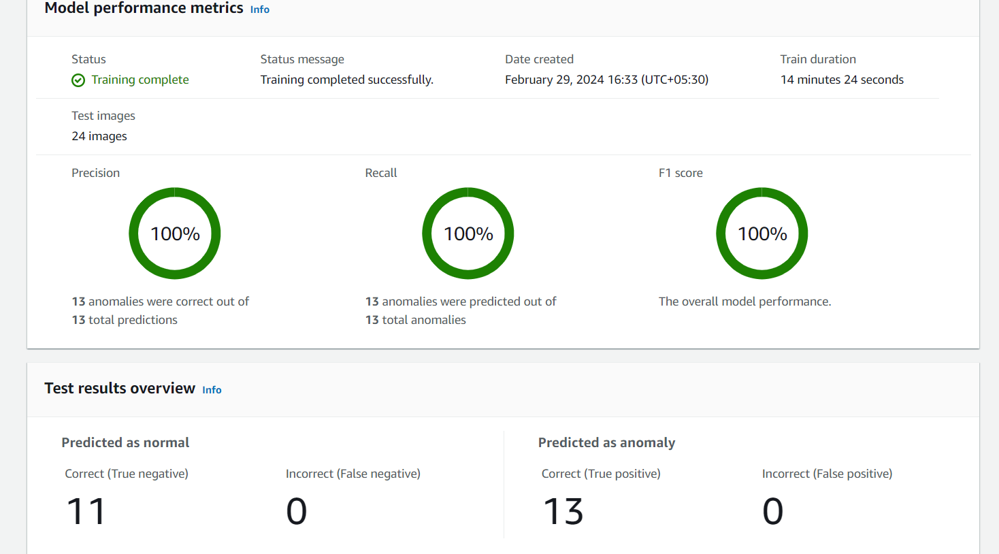 Model performance metrics Info
Status Status message Date created Train duration
Training complete Training completed successfully. February 29, 2024 16:33 (UTC+05:30) 14 minutes 24 seconds
Test images
24 images
Precision Recall F1 score
100% 100% 100%
13 anomalies were correct out of 13 anomalies were predicted out of The overall model performance.
13 total predictions 13 total anomalies
Test results overview Info
Predicted as normal Predicted as anomaly
Correct (True negative) Incorrect (False negative) Correct (True positive) Incorrect (False positive)
11 0 13 0